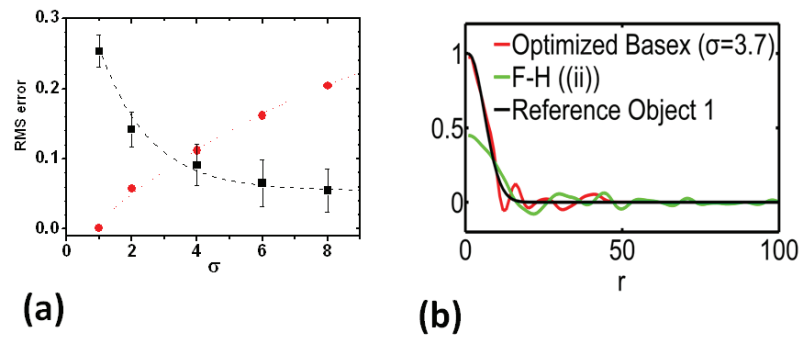 0.3
0.2
0.1
0.0
RMS error
0 2 4 6 8
σ
(a)
1
0.5
0
Optimized Basex (σ=3.7)
F-H ((ii))
Reference Object 1
0 50 100
r
(b)